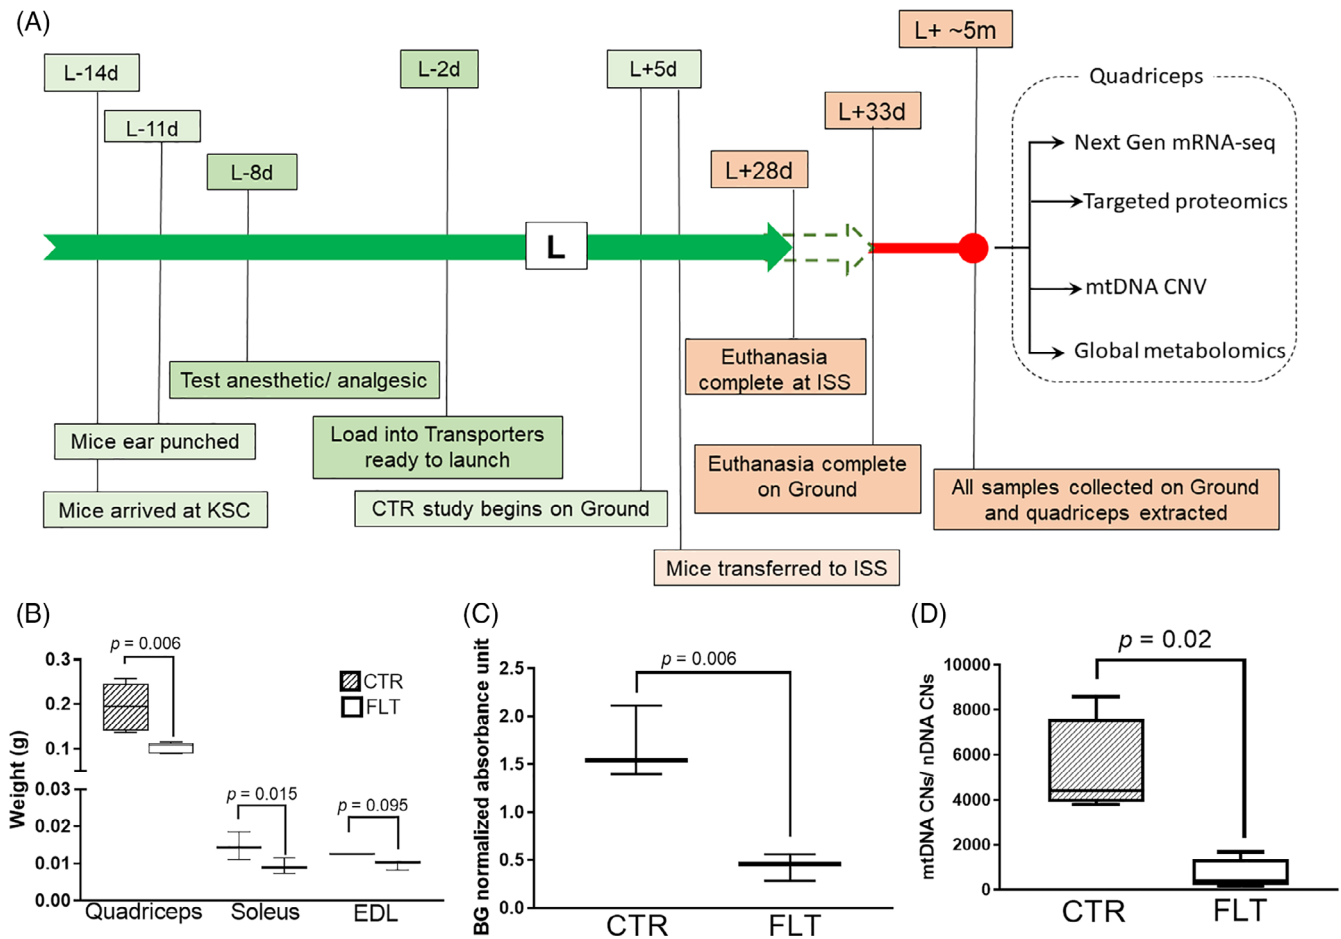 (A)
L-14d
L-11d
L-8d
L-2d
L+5d
L+28d
L+33d
L+ ~5m
L
Quadriceps
Next Gen mRNA-seq
Targeted proteomics
mtDNA CNV
Global metabolomics
Test anesthetic/ analgesic
Mice ear punched
Mice arrived at KSC
Load into Transporters
ready to launch
CTR study begins on Ground
Mice transferred to ISS
Euthanasia
complete at ISS
Euthanasia complete
on Ground
All samples collected on Ground
and quadriceps extracted
(B)
Weight (g)
0.3
0.2
0.1
0.03
0.02
0.01
0.00
p = 0.006
p = 0.015
p = 0.095
CTR
FLT
Quadriceps
Soleus
EDL
(C)
BG normalized absorbance unit
2.5
2.0
1.5
1.0
0.5
0.0
p = 0.006
CTR
FLT
(D)
mtDNA CNs/ nDNA CNs
10000
8000
6000
4000
2000
0
p = 0.02
CTR
FLT